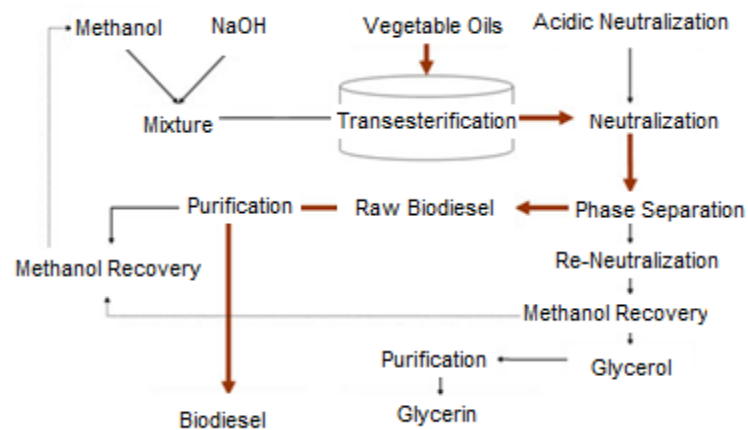 Methanol
NaOH
Vegetable Oils
Acidic Neutralization
Mixture
Transesterification
Neutralization
Purification
Raw Biodiesel
Phase Separation
Methanol Recovery
Re-Neutralization
Methanol Recovery
Purification
Glycerol
Biodiesel
Glycerin